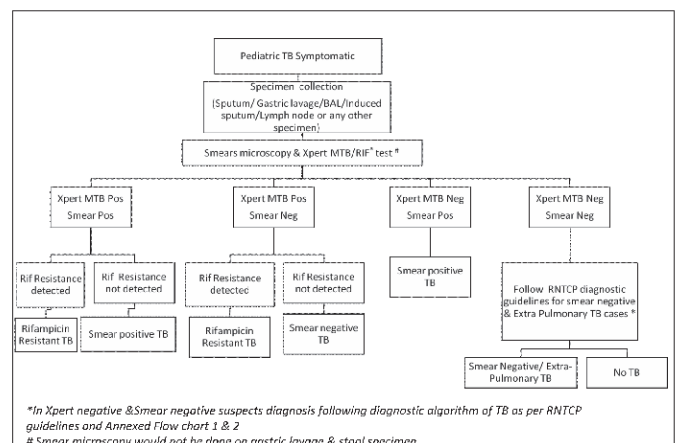 Pediatric TB Symptomatic
Specimen collection
(Sputum/ Gastric lavage/BAL/Induced
sputum/Lymph node or any other
specimen)
Smears microscopy & Xpert MTB/RIF* test #
Xpert MTB Pos
Smear Pos
Xpert MTB Pos
Smear Neg
Xpert MTB Neg
Smear Pos
Xpert MTB Neg
Smear Neg
Rif Resistance
detected
Rif Resistance
not detected
Rif Resistance
detected
Rif Resistance
not detected
Smear positive
TB
Follow RNTCP diagnostic
guidelines for smear negative
& Extra Pulmonary TB cases *
Rifampicin
Resistant TB
Smear positive TB
Rifampicin
Resistant TB
Smear negative
TB
Smear Negative/ Extra-
Pulmonary TB
No TB
*In Xpert negative &Smear negative suspects diagnosis following diagnostic algorithm of TB as per RNTCP
guidelines and Annexed Flow chart 1 & 2
# Smear microscopy would not be done on gastric lavage & stool specimen